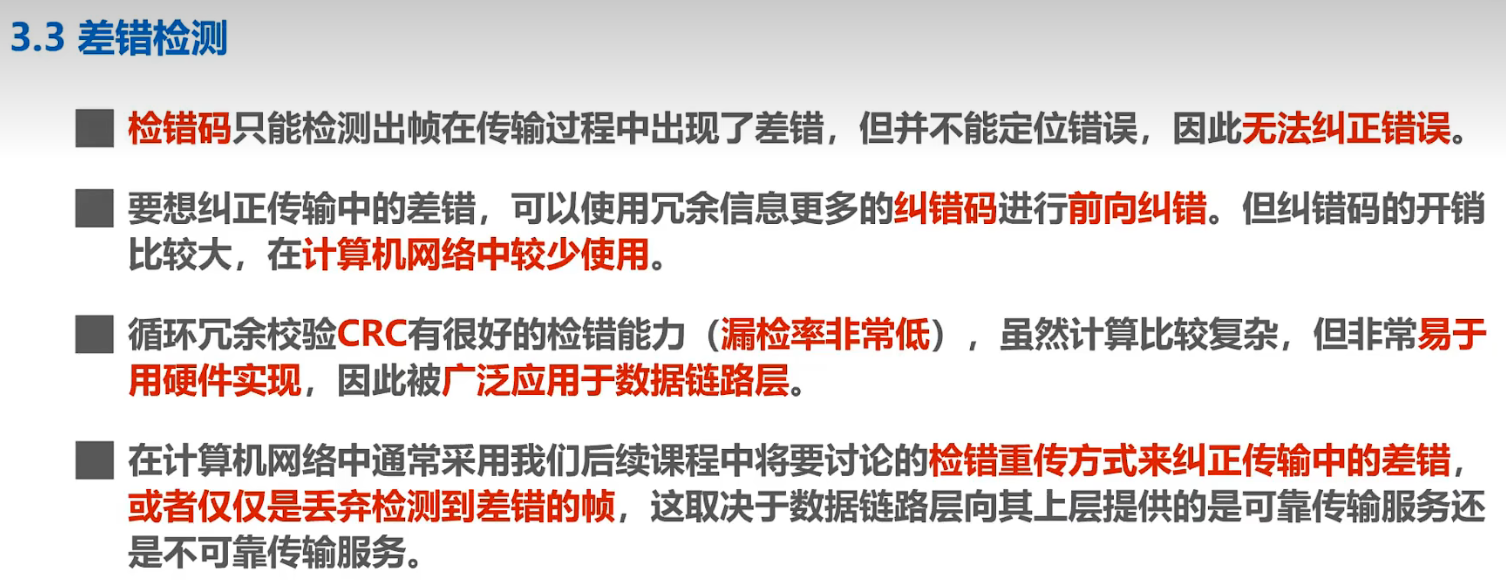 3.3 差错检测
检错码只能检测出帧在传输过程中出现了差错，但并不能定位错误，因此无法纠正错误。
要想纠正传输中的差错，可以使用冗余信息更多的纠错码进行前向纠错。但纠错码的开销
比较大，在计算机网络中较少使用。
循环冗余校验CRC有很好的检错能力（漏检率非常低），虽然计算比较复杂，但非常易于
用硬件实现，因此被广泛应用于数据链路层。
在计算机网络中通常采用我们后续课程中将要讨论的检错重传方式来纠正传输中的差错，
或者仅仅是丢弃检测到差错的帧，这取决于数据链路层向其上层提供的是可靠传输服务还
是不可靠传输服务。